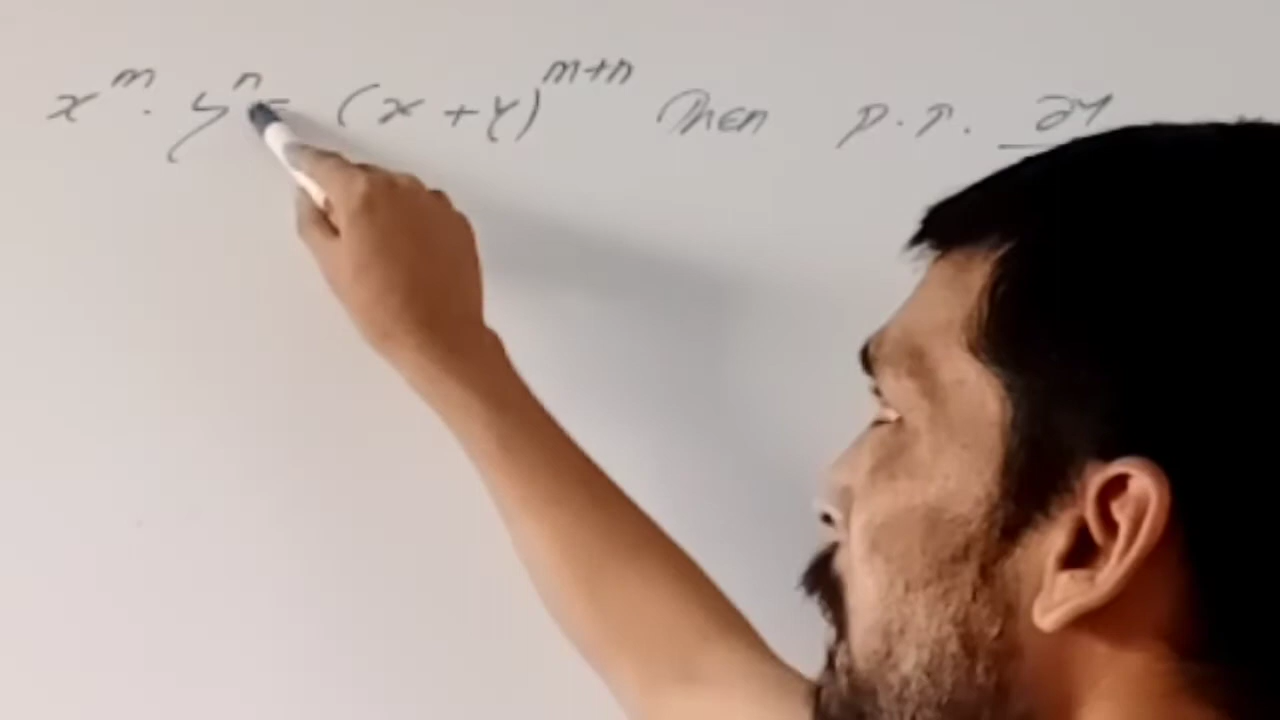 x^m . y^n = (x + y)^{m+n} Then P.T. ∂y